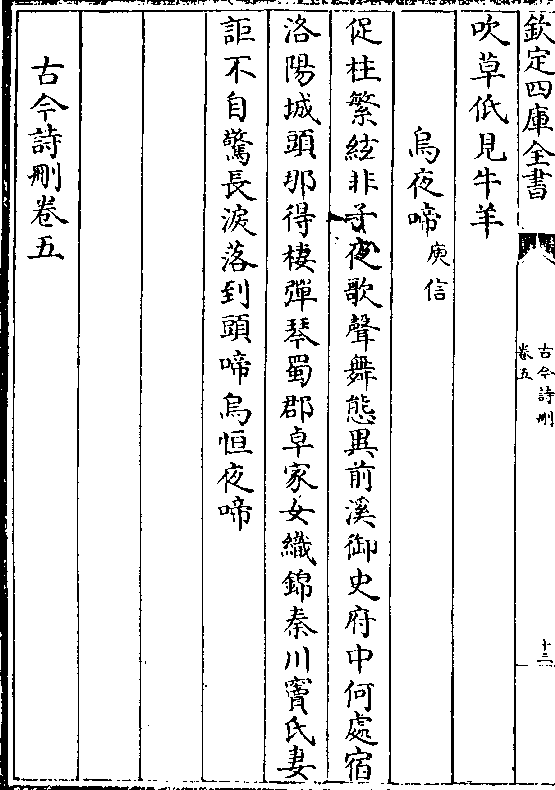 欽定四庫全書
古今詩刪
卷五
十三
吹草低見牛羊
烏夜啼庾信
促柱繁絃非子夜歌聲舞態異前溪御史府中何處宿
洛陽城頭那得棲彈琴蜀郡卓家女織錦秦川竇氏妻
詎不自驚長淚落到頭啼烏恒夜啼
古今詩刪卷五